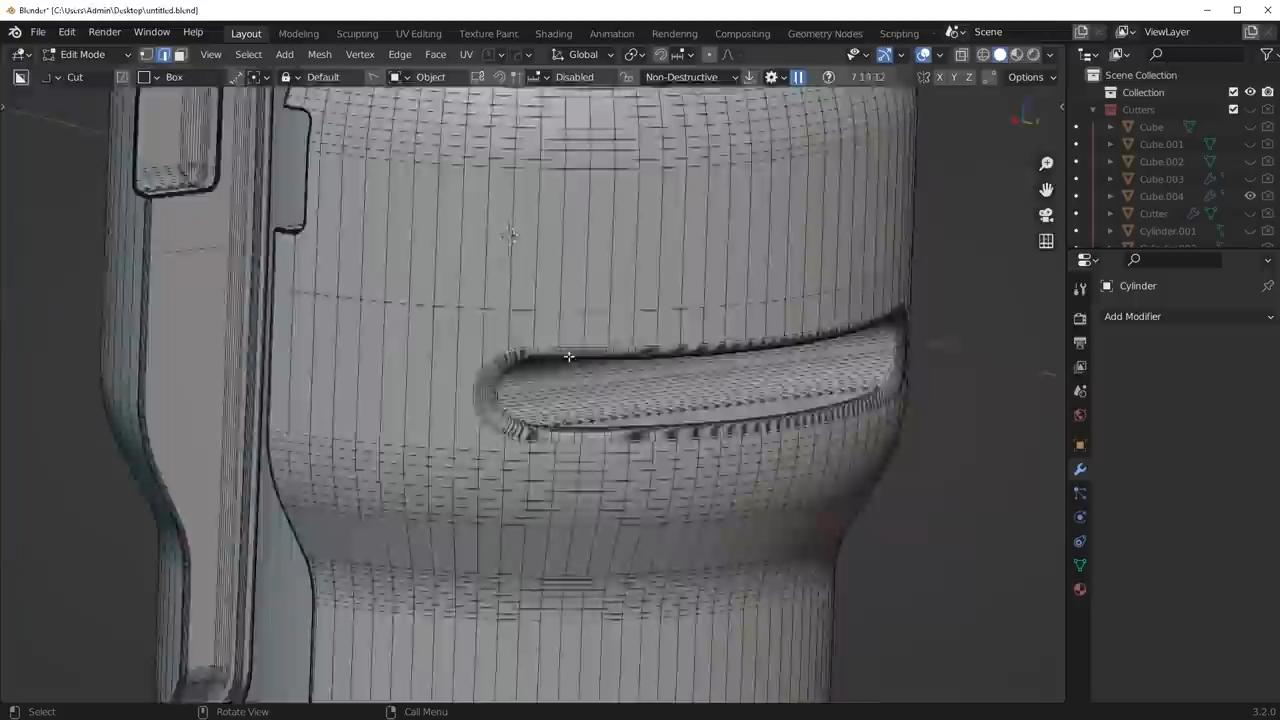 Blender* [C:\Users\Admin\Desktop\untitled.blend]
File Edit Render Window Help Layout Modeling Sculpting UV Editing Texture Paint Shading Animation Rendering Compositing Geometry Nodes Scripting Scene ViewLayer
Edit Mode View Select Add Mesh Vertex Edge Face UV Global
Cut Box Default Object Disabled Non-Destructive X Y Z Options
Scene Collection
Collection
Cutters
Cube
Cube.001
Cube.002
Cube.003
Cube.004
Cutter
Cylinder.001
Cylinder
Add Modifier
Select Rotate View Call Menu 3.2.0